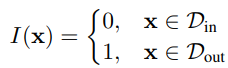 I(x) = { 0, x ∈ D_in
1, x ∈ D_out